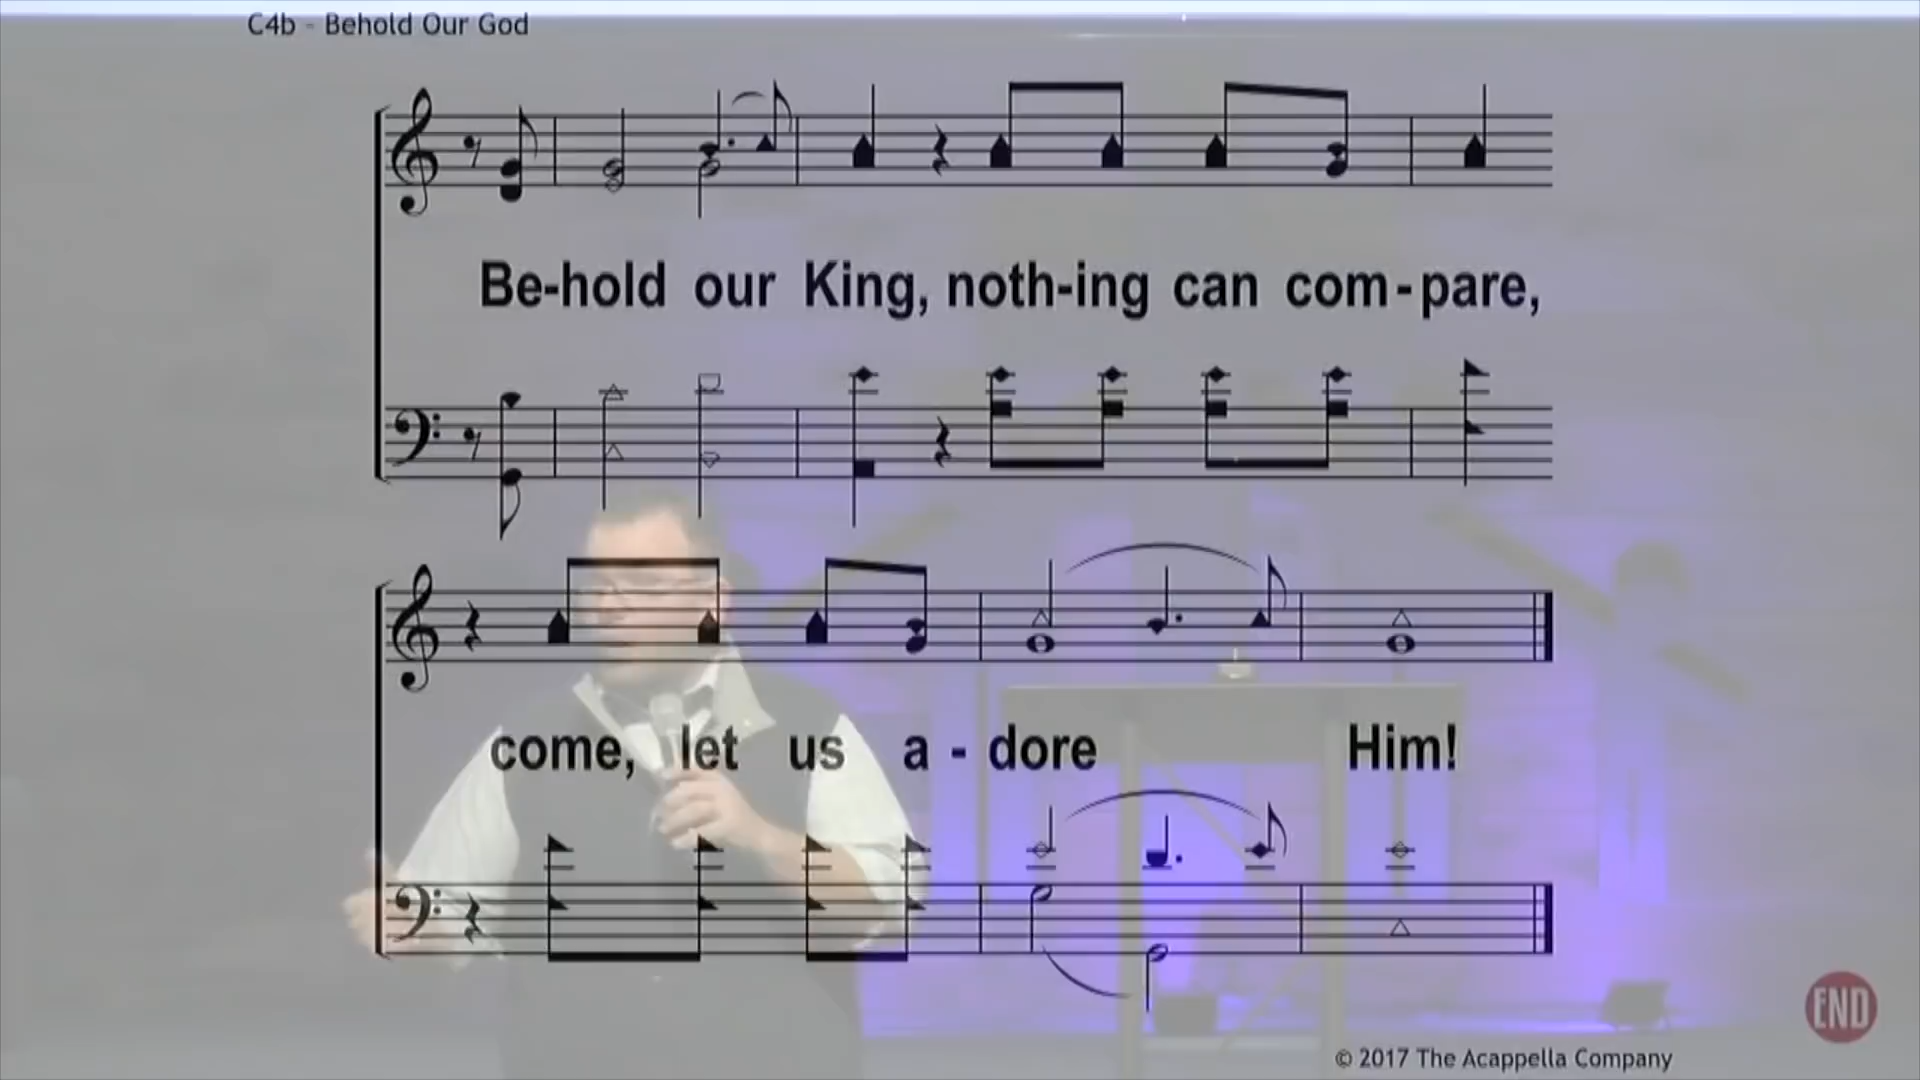 C4b - Behold Our God
Be-hold our King, noth-ing can com-pare,
come, let us a-dore Him!
END
© 2017 The Acappella Company